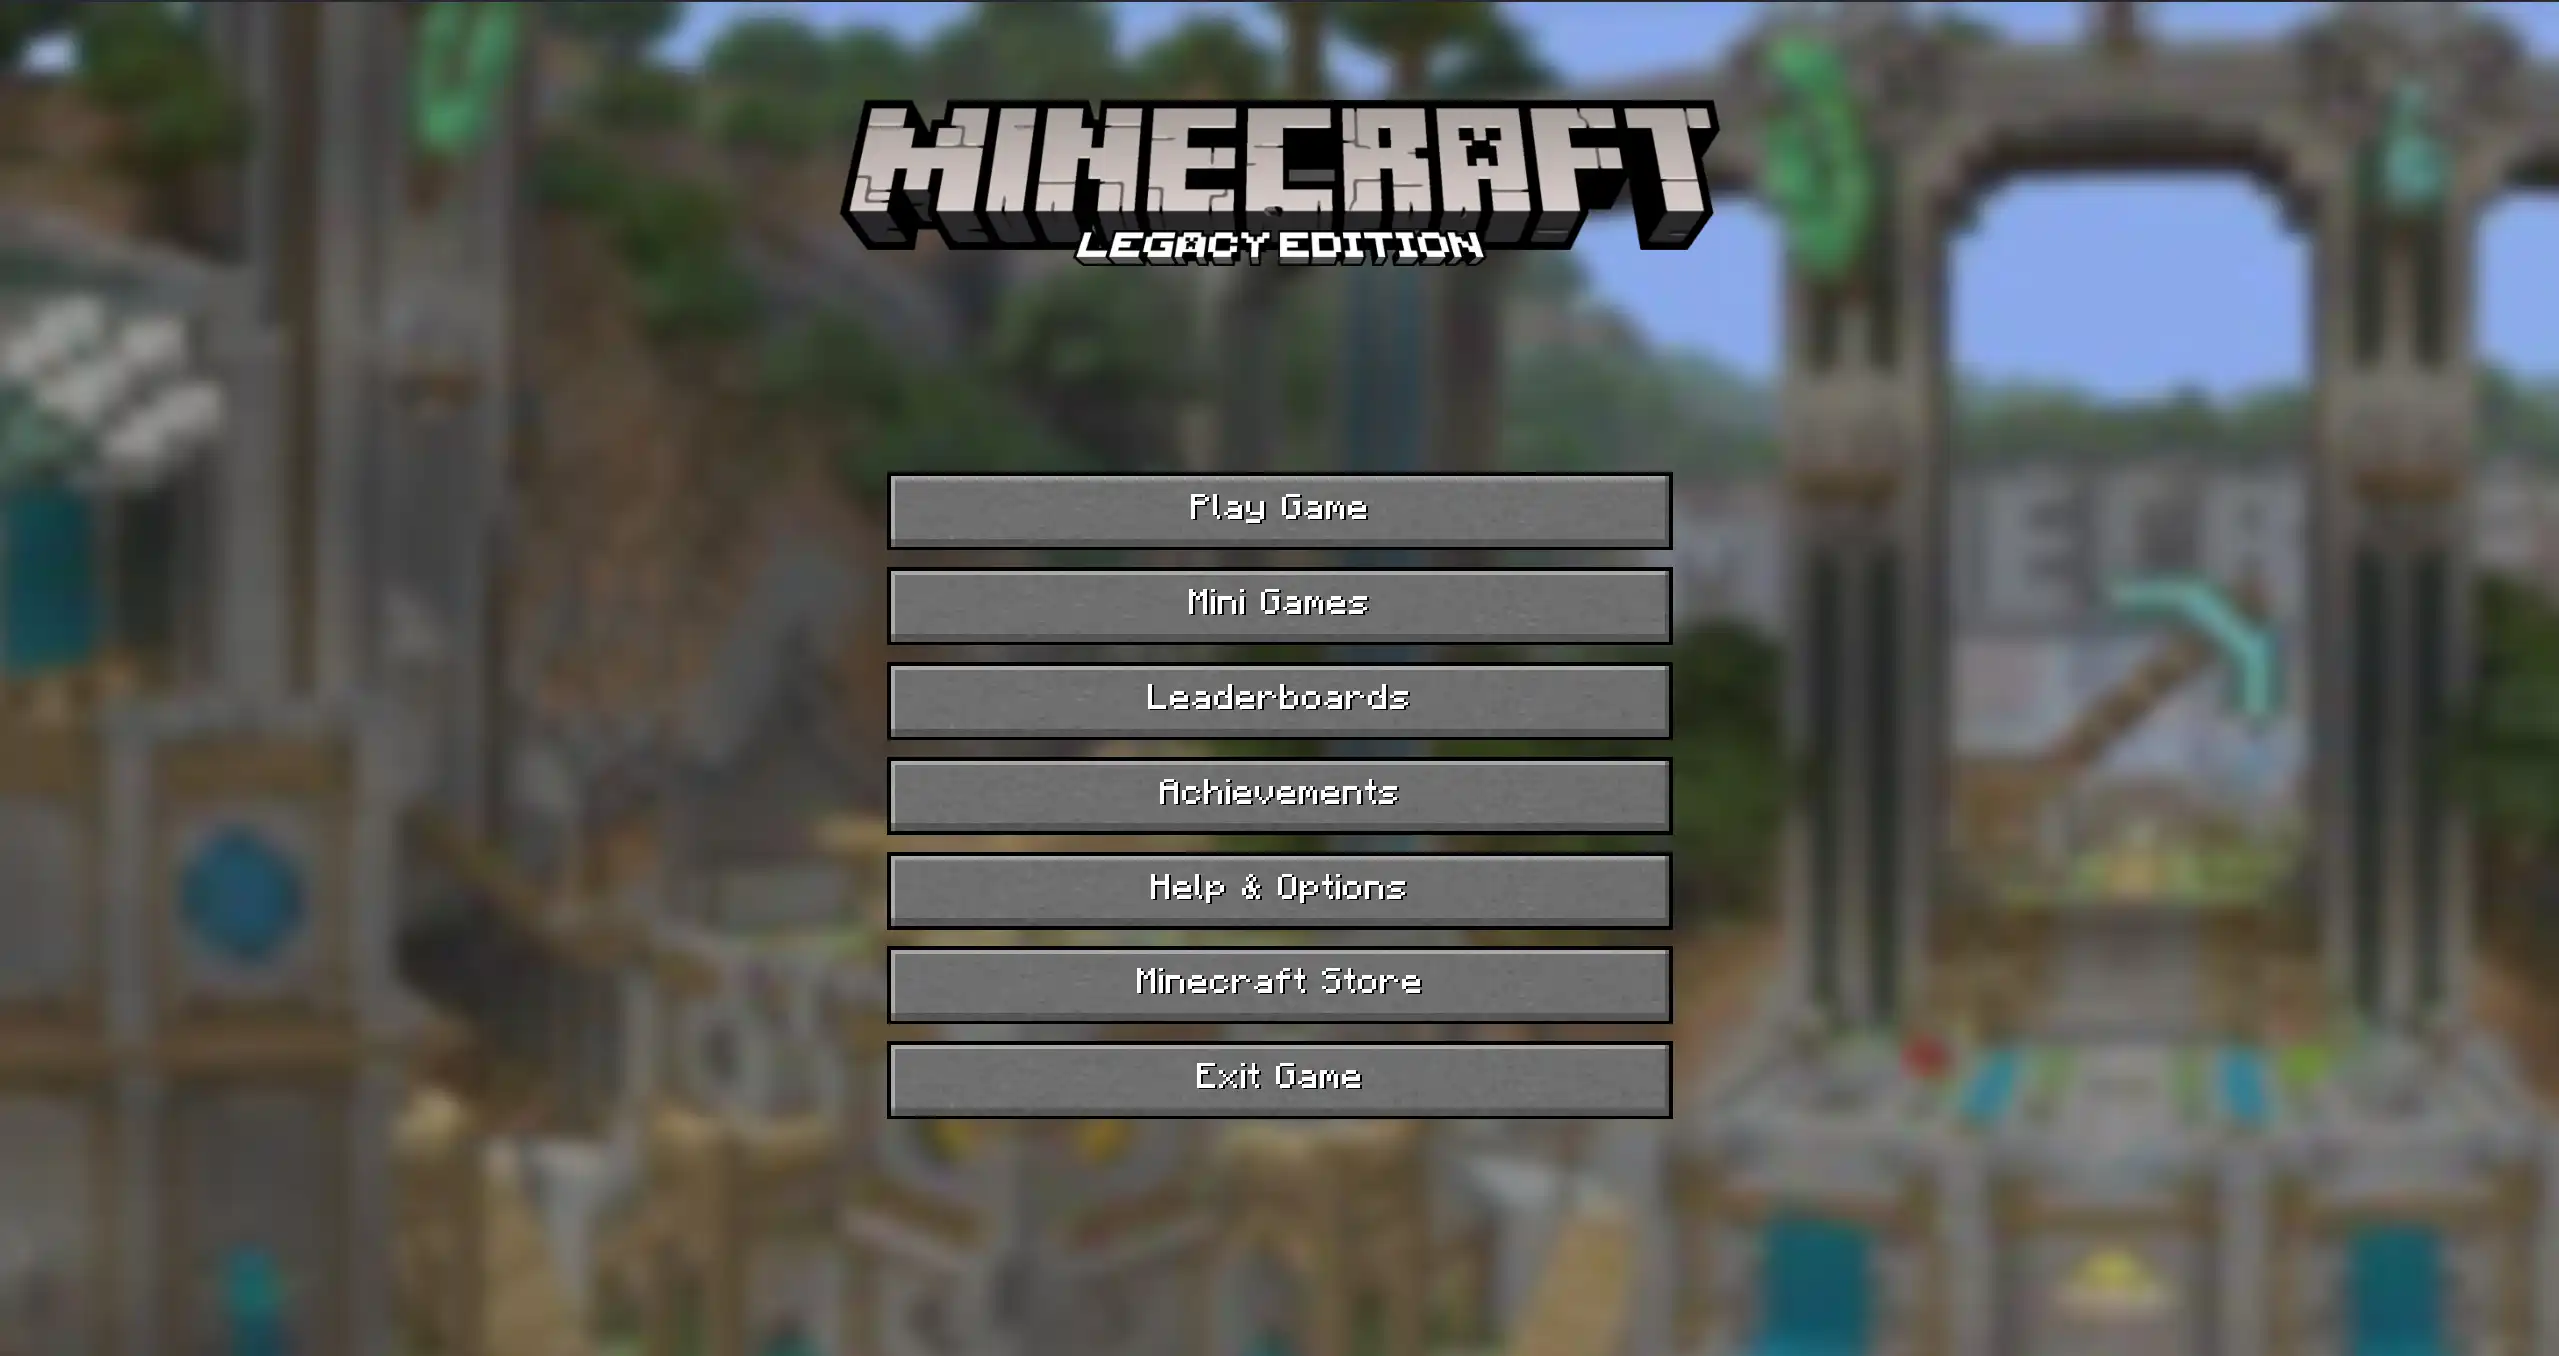 MINECRAFT
LEGACY EDITION
Play Game
Mini Games
Leaderboards
Achievements
Help & Options
Minecraft Store
Exit Game